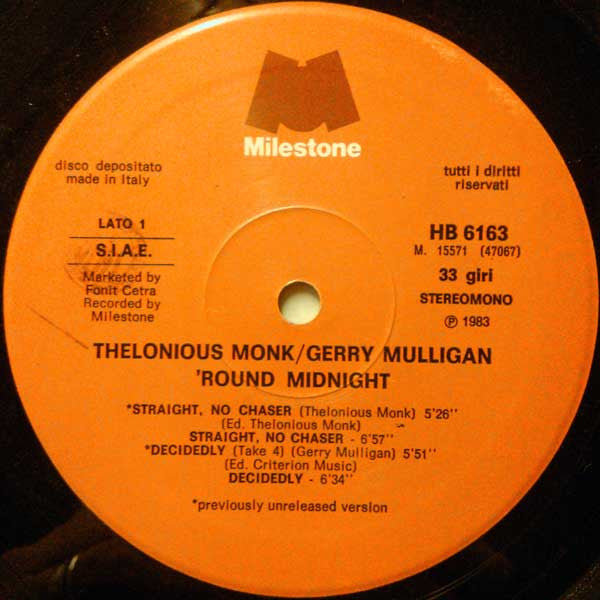 Milestone
disco depositato
made in Italy
tutti i diritti
riservati
LATO 1
S.I.A.E.
Marketed by
Fonit-Cetra
Recorded by
Milestone
HB 6163
M. 15571 (47067)
33 giri
STEREOMONO
℗ 1983
THELONIOUS MONK/GERRY MULLIGAN
'ROUND MIDNIGHT
*STRAIGHT, NO CHASER (Thelonious Monk) 5'26''
(Ed. Thelonious Monk)
STRAIGHT, NO CHASER - 6'57''
*DECIDEDLY (Take 4) (Gerry Mulligan) 5'51''
(Ed. Criterion Music)
DECIDEDLY - 6'34''
*previously unreleased version